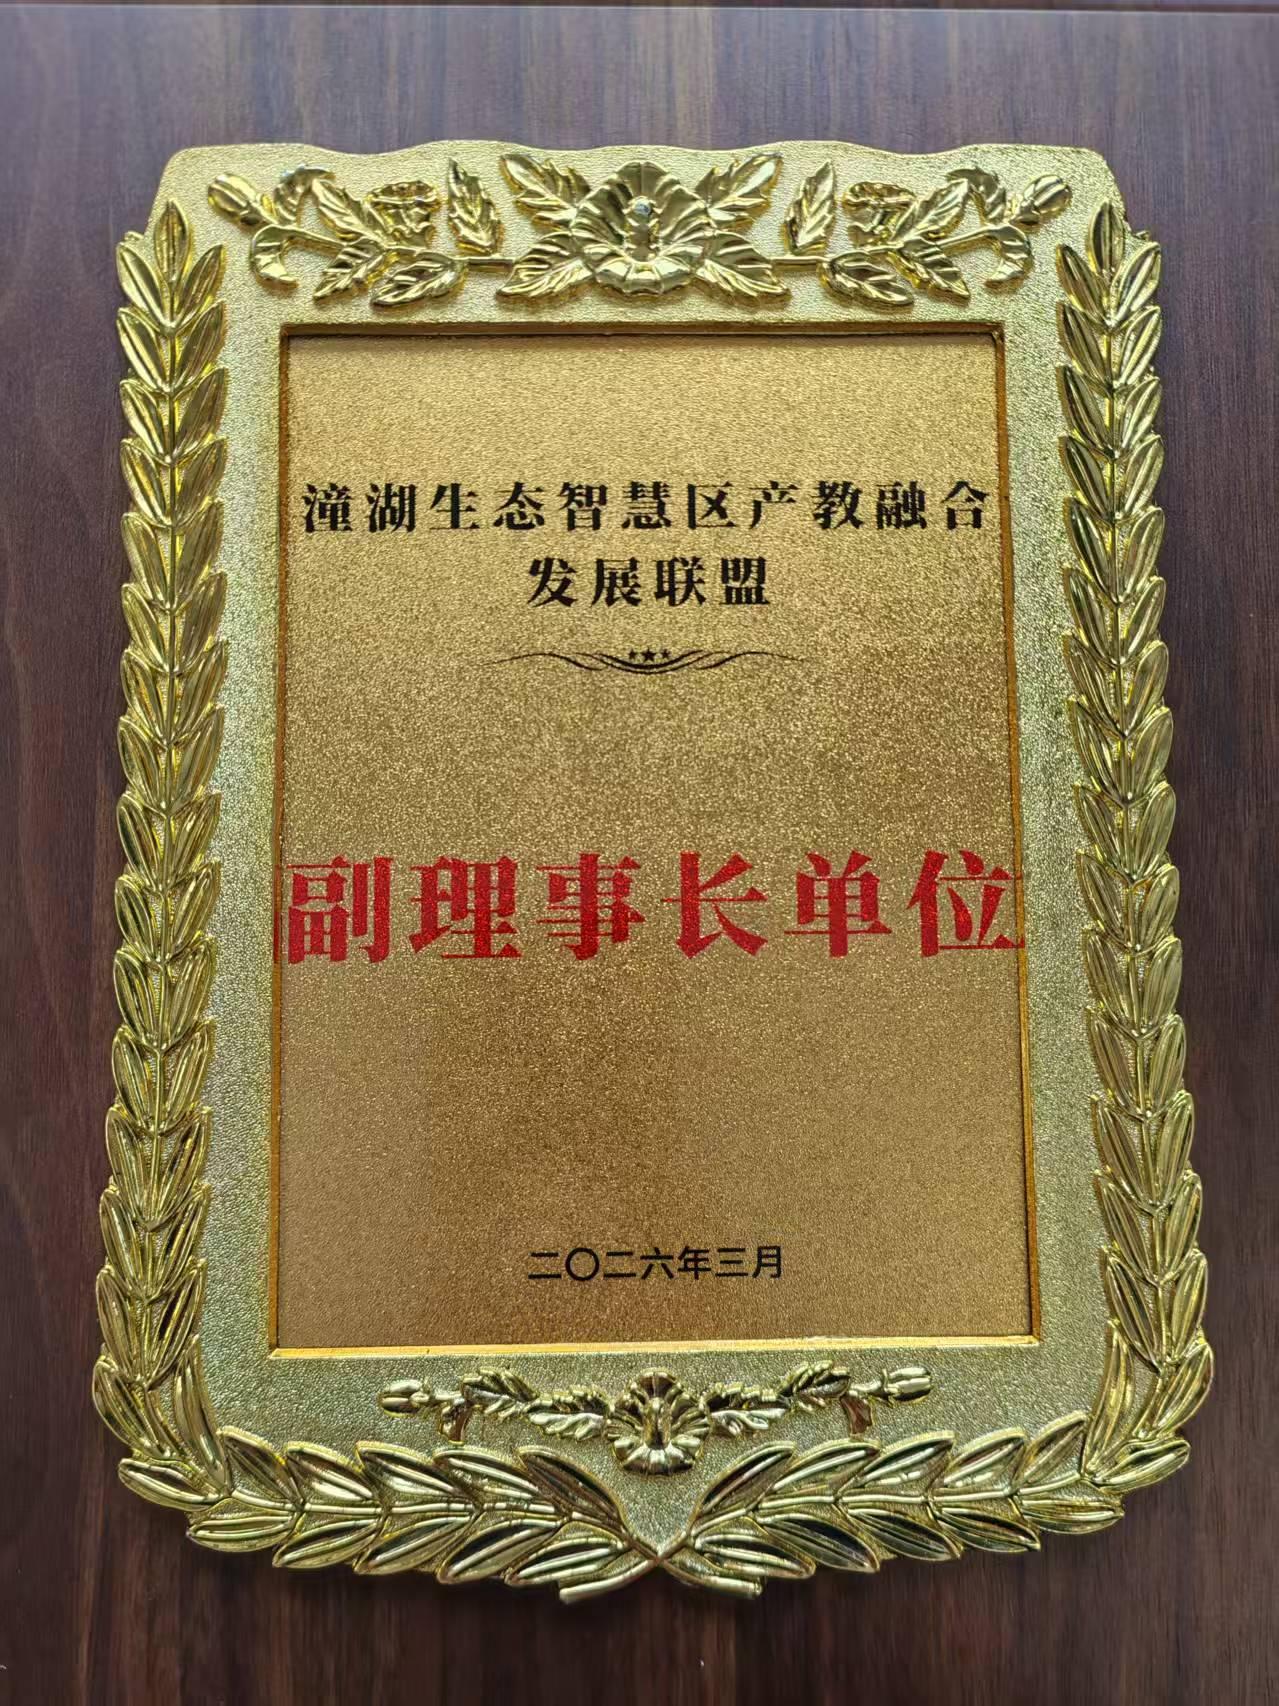 潼湖生态智慧区产教融合
发展联盟
副理事长单位
二〇二六年三月